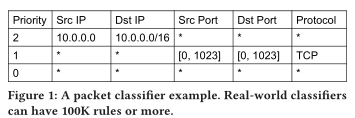 Priority Src IP Dst IP Src Port Dst Port Protocol
2 10.0.0.0 10.0.0.0/16 * * *
1 * * [0, 1023] [0, 1023] TCP
0 * * * * *
Figure 1: A packet classifier example. Real-world classifiers
can have 100K rules or more.